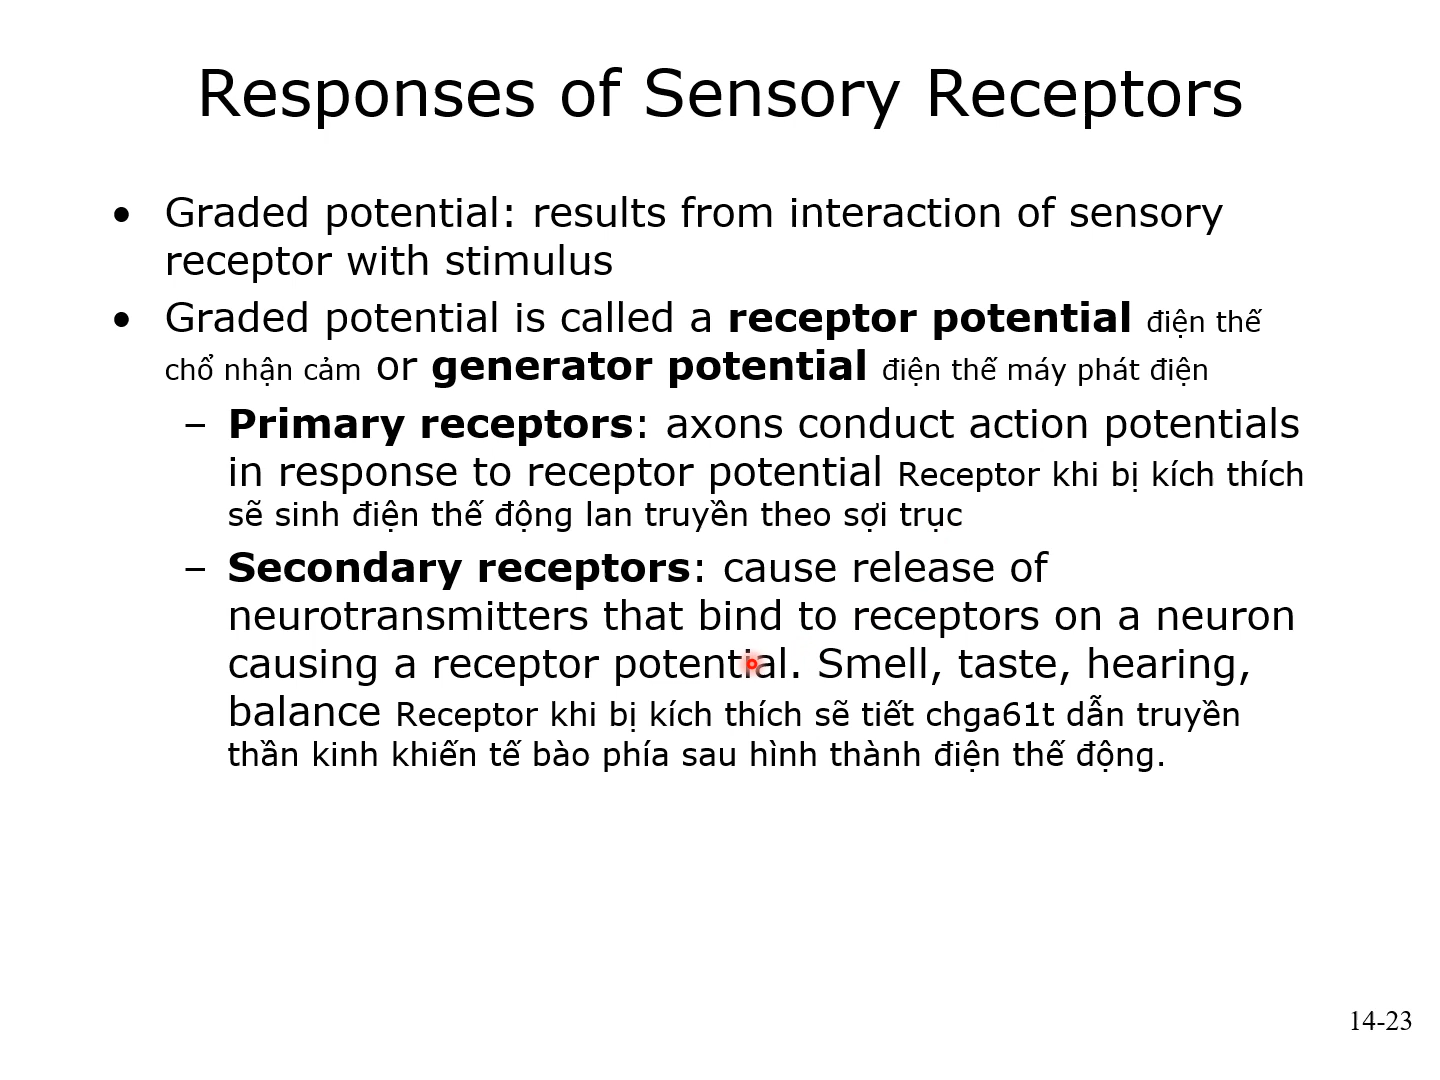 Responses of Sensory Receptors
• Graded potential: results from interaction of sensory
receptor with stimulus
• Graded potential is called a receptor potential điện thế
chổ nhận cảm or generator potential điện thế máy phát điện
– Primary receptors: axons conduct action potentials
in response to receptor potential Receptor khi bị kích thích
sẽ sinh điện thế động lan truyền theo sợi trục
– Secondary receptors: cause release of
neurotransmitters that bind to receptors on a neuron
causing a receptor potential. Smell, taste, hearing,
balance Receptor khi bị kích thích sẽ tiết chga61t dẫn truyền
thần kinh khiến tế bào phía sau hình thành điện thế động.
14-23